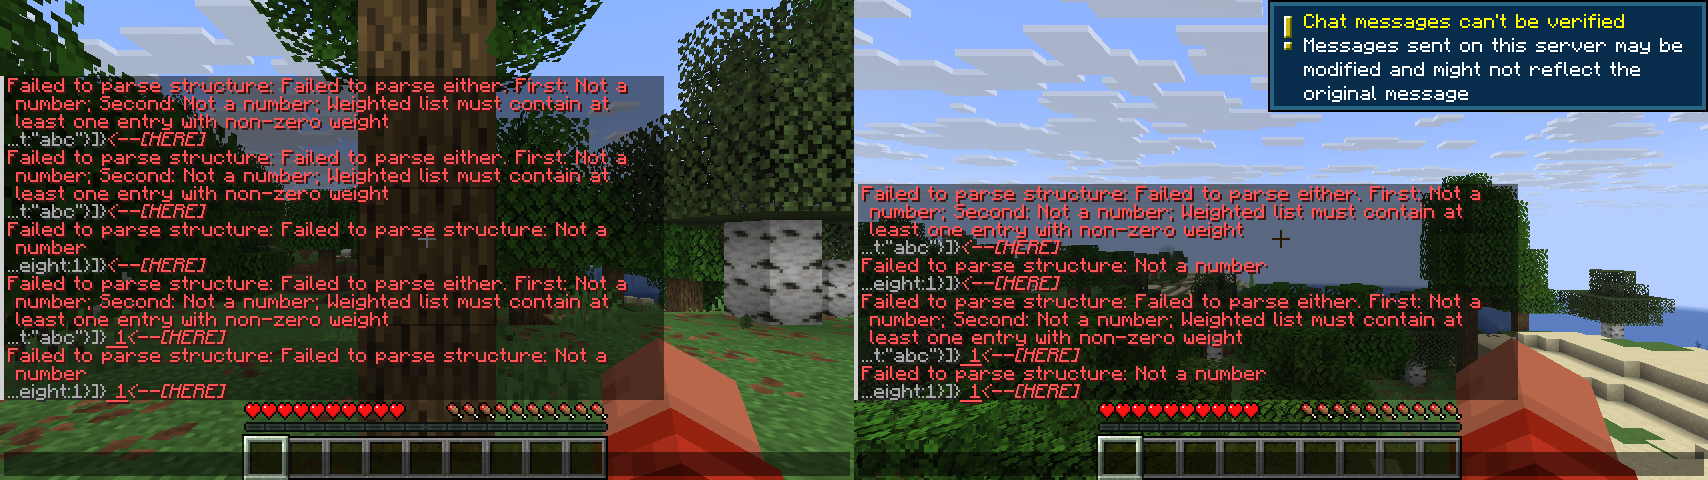 Failed to parse structure: Failed to parse either. First: Not a
number; Second: Not a number; Weighted list must contain at
least one entry with non-zero weight
...t:"abc"}]}<--[HERE]
Failed to parse structure: Failed to parse either. First: Not a
number; Second: Not a number; Weighted list must contain at
least one entry with non-zero weight
...t:"abc"}]}<--[HERE]
Failed to parse structure: Failed to parse structure: Not a
number
...eight:1}]}<--[HERE]
Failed to parse structure: Failed to parse either. First: Not a
number; Second: Not a number; Weighted list must contain at
least one entry with non-zero weight
...t:"abc"}]} 1<--[HERE]
Failed to parse structure: Failed to parse structure: Not a
number
...eight:1}]} 1<--[HERE]
Chat messages can't be verified
Messages sent on this server may be
modified and might not reflect the
original message
Failed to parse structure: Failed to parse either. First: Not a
number; Second: Not a number; Weighted list must contain at
least one entry with non-zero weight
...t:"abc"}]}<--[HERE]
Failed to parse structure: Not a number
...eight:1}]}<--[HERE]
Failed to parse structure: Failed to parse either. First: Not a
number; Second: Not a number; Weighted list must contain at
least one entry with non-zero weight
...t:"abc"}]} 1<--[HERE]
Failed to parse structure: Not a number
...eight:1}]} 1<--[HERE]